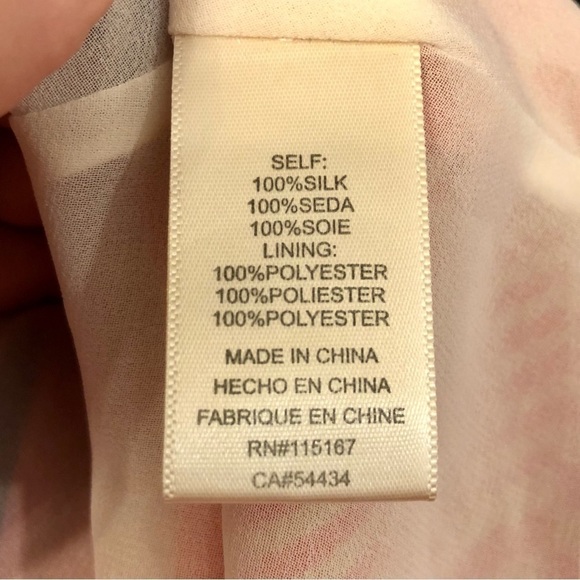 SELF:
100%SILK
100%SEDA
100%SOIE
LINING:
100%POLYESTER
100%POLIESTER
100%POLYESTER
MADE IN CHINA
HECHO EN CHINA
FABRIQUE EN CHINE
RN#115167
CA#54434